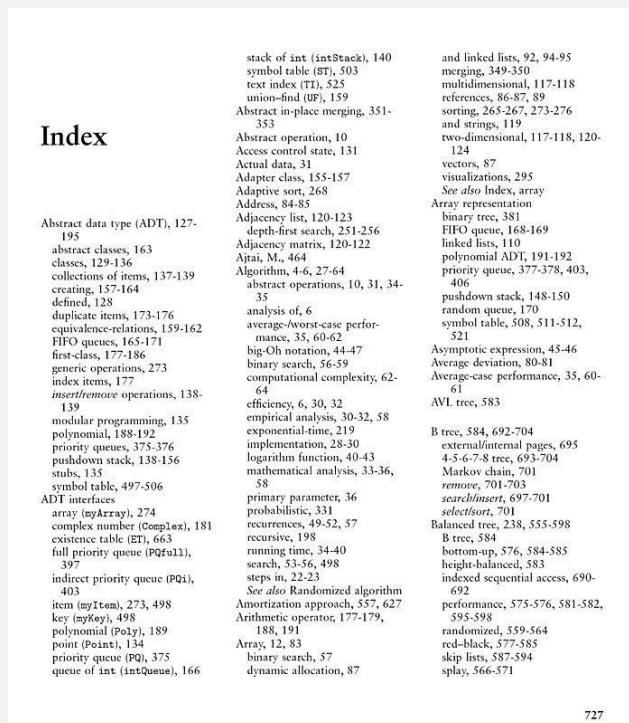 Index
Abstract data type (ADT), 127-
195
abstract classes, 163
classes, 129-136
collections of items, 137-139
creating, 157-164
defined, 128
duplicate items, 173-176
equivalence-relations, 159-162
FIFO queues, 165-171
first-class, 177-186
generic operations, 273
index items, 177
insert/remove operations, 138-
139
modular programming, 135
polynomial, 188-192
priority queues, 375-376
pushdown stack, 138-156
stubs, 135
symbol table, 497-506
ADT interfaces
array (myArray), 274
complex number (Complex), 181
existence table (ET), 663
full priority queue (PQfull),
397
indirect priority queue (PQi),
403
item (myItem), 273, 498
key (myKey), 498
polynomial (Poly), 189
point (Point), 134
priority queue (PQ), 375
queue of int (intQueue), 166
stack of int (intStack), 140
symbol table (ST), 503
text index (TI), 525
union–find (UF), 159
Abstract in-place merging, 351-
353
Abstract operation, 10
Access control state, 131
Actual data, 31
Adapter class, 155-157
Adaptive sort, 268
Address, 84-85
Adjacency list, 120-123
depth-first search, 251-256
Adjacency matrix, 120-122
Ajtai, M., 464
Algorithm, 4-6, 27-64
abstract operations, 10, 31, 34-
35
analysis of, 6
average-/worst-case perfor-
mance, 35, 60-62
big-Oh notation, 44-47
binary search, 56-59
computational complexity, 62-
64
efficiency, 6, 30, 32
empirical analysis, 30-32, 58
exponential-time, 219
implementation, 28-30
logarithm function, 40-43
mathematical analysis, 33-36,
58
primary parameter, 36
probabilistic, 331
recurrences, 49-52, 57
recursive, 198
running time, 34-40
search, 53-56, 498
steps in, 22-23
See also Randomized algorithm
Amortization approach, 557, 627
Arithmetic operator, 177-179,
188, 191
Array, 12, 83
binary search, 57
dynamic allocation, 87
and linked lists, 92, 94-95
merging, 349-350
multidimensional, 117-118
references, 86-87, 89
sorting, 265-267, 273-276
and strings, 119
two-dimensional, 117-118, 120-
124
vectors, 87
visualizations, 295
See also Index, array
Array representation
binary tree, 381
FIFO queue, 168-169
linked lists, 110
polynomial ADT, 191-192
priority queue, 377-378, 403,
406
pushdown stack, 148-150
random queue, 170
symbol table, 508, 511-512,
521
Asymptotic expression, 45-46
Average deviation, 80-81
Average-case performance, 35, 60-
61
AVL tree, 583
B tree, 584, 692-704
external/internal pages, 695
4-5-6-7-8 tree, 693-704
Markov chain, 701
remove, 701-703
search/insert, 697-701
select/sort, 701
Balanced tree, 238, 555-598
B tree, 584
bottom-up, 576, 584-585
height-balanced, 583
indexed sequential access, 690-
692
performance, 575-576, 581-582,
595-598
randomized, 559-564
red–black, 577-585
skip lists, 587-594
splay, 566-571
727